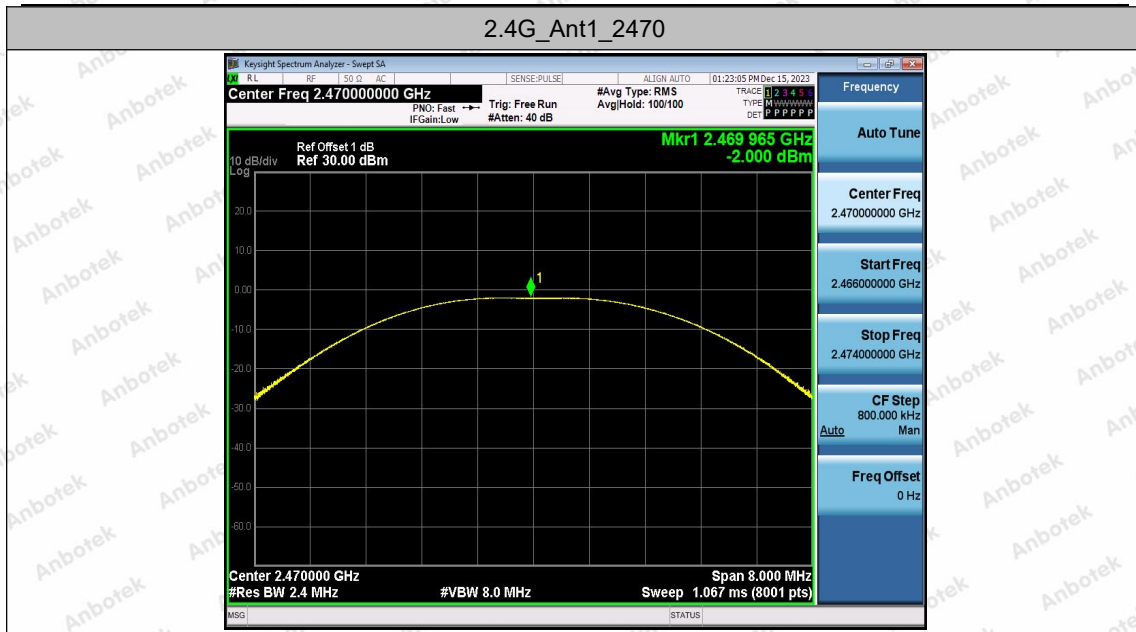 2.4G_Ant1_2470
Keysight Spectrum Analyzer - Swept SA
LXI RL RF 50 Ω AC SENSE:PULSE ALIGN AUTO 01:23:05 PM Dec 15, 2023
Center Freq 2.470000000 GHz
PNO: Fast
IFGain:Low
Trig: Free Run
#Atten: 40 dB
#Avg Type: RMS
Avg|Hold: 100/100
TRACE 1 2 3 4 5 6
TYPE M W W W W W
DET P P P P P P
Frequency
Auto Tune
Center Freq
2.470000000 GHz
Start Freq
2.466000000 GHz
Stop Freq
2.474000000 GHz
CF Step
800.000 kHz
Auto Man
Freq Offset
0 Hz
Mkr1 2.469 965 GHz
-2.000 dBm
Ref Offset 1 dB
10 dB/div Ref 30.00 dBm
Log
20.0
10.0
0.00
-10.0
-20.0
-30.0
-40.0
-50.0
-60.0
1
Center 2.470000 GHz Span 8.000 MHz
#Res BW 2.4 MHz #VBW 8.0 MHz Sweep 1.067 ms (8001 pts)
MSG STATUS
Anbotek